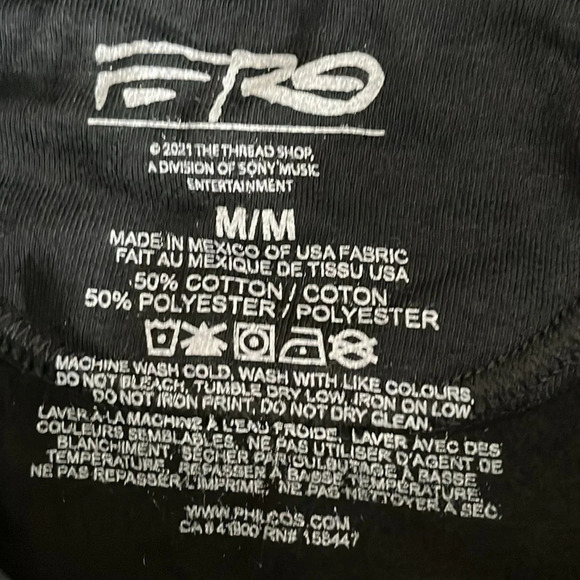 ERO
© 2021 THE THREAD SHOP,
A DIVISION OF SONY MUSIC
ENTERTAINMENT
M/M
MADE IN MEXICO OF USA FABRIC
FAIT AU MEXIQUE DE TISSU USA
50% COTTON / COTON
50% POLYESTER / POLYESTER
MACHINE WASH COLD, WASH WITH LIKE COLOURS,
DO NOT BLEACH, TUMBLE DRY LOW, IRON ON LOW
DO NOT IRON PRINT, DO NOT DRY CLEAN.
LAVER À LA MACHINE À L'EAU FROIDE, LAVER AVEC DES
COULEURS SEMBLABLES. NE PAS UTILISER D'AGENT DE
BLANCHIMENT, SÉCHER PAR CULBUTAGE À BASSE
TEMPÉRATURE, REPASSER À BASSE TEMPÉRATURE
NE PAS REPASSER L'IMPRIMÉ, NE PAS NETTOYER À SEC.
WWW.PHILCOS.COM
CA # 41900 RN# 158447